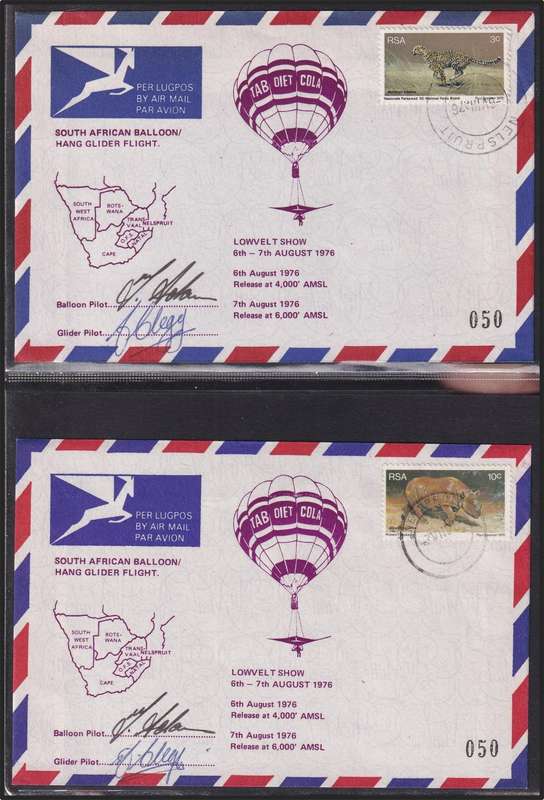 PER LUGPOS
BY AIR MAIL
PAR AVION
SOUTH AFRICAN BALLOON/
HANG GLIDER FLIGHT.
TAB DIET COLA
RSA 3c
NELSPRUIT
SOUTH
WEST
AFRICA
BOTS-
WANA
TRANS-
VAAL
NELSPRUIT
O.F.S.
NATAL
CAPE
LOWVELT SHOW
6th – 7th AUGUST 1976
6th August 1976
Release at 4,000' AMSL
7th August 1976
Release at 6,000' AMSL
Balloon Pilot
Glider Pilot
050
PER LUGPOS
BY AIR MAIL
PAR AVION
SOUTH AFRICAN BALLOON/
HANG GLIDER FLIGHT.
TAB DIET COLA
RSA 10c
SOUTH
WEST
AFRICA
BOTS-
WANA
TRANS-
VAAL
NELSPRUIT
O.F.S.
NATAL
CAPE
LOWVELT SHOW
6th – 7th AUGUST 1976
6th August 1976
Release at 4,000' AMSL
7th August 1976
Release at 6,000' AMSL
Balloon Pilot
Glider Pilot
050